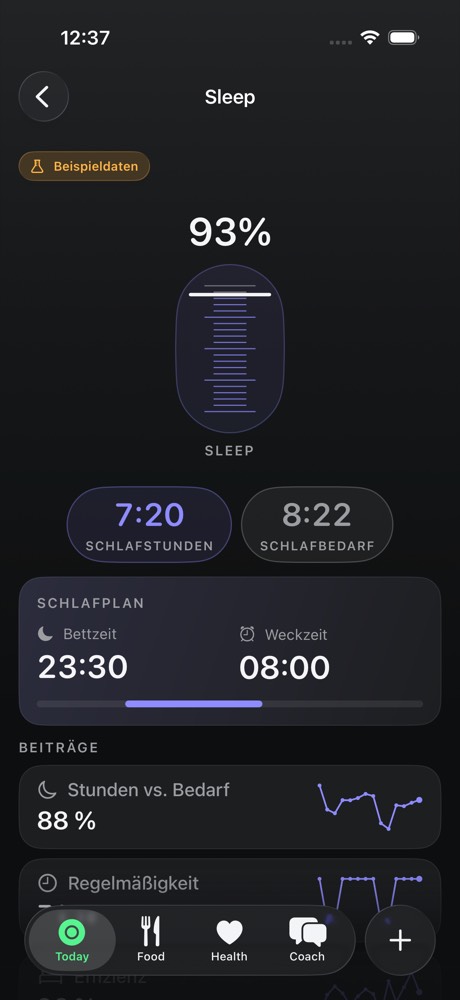 12:37
Sleep
Beispieldaten
93%
SLEEP
7:20
SCHLAFSTUNDEN
8:22
SCHLAFBEDARF
SCHLAFPLAN
Bettzeit
23:30
Weckzeit
08:00
BEITRÄGE
Stunden vs. Bedarf
88 %
Regelmäßigkeit
Today
Food
Health
Coach